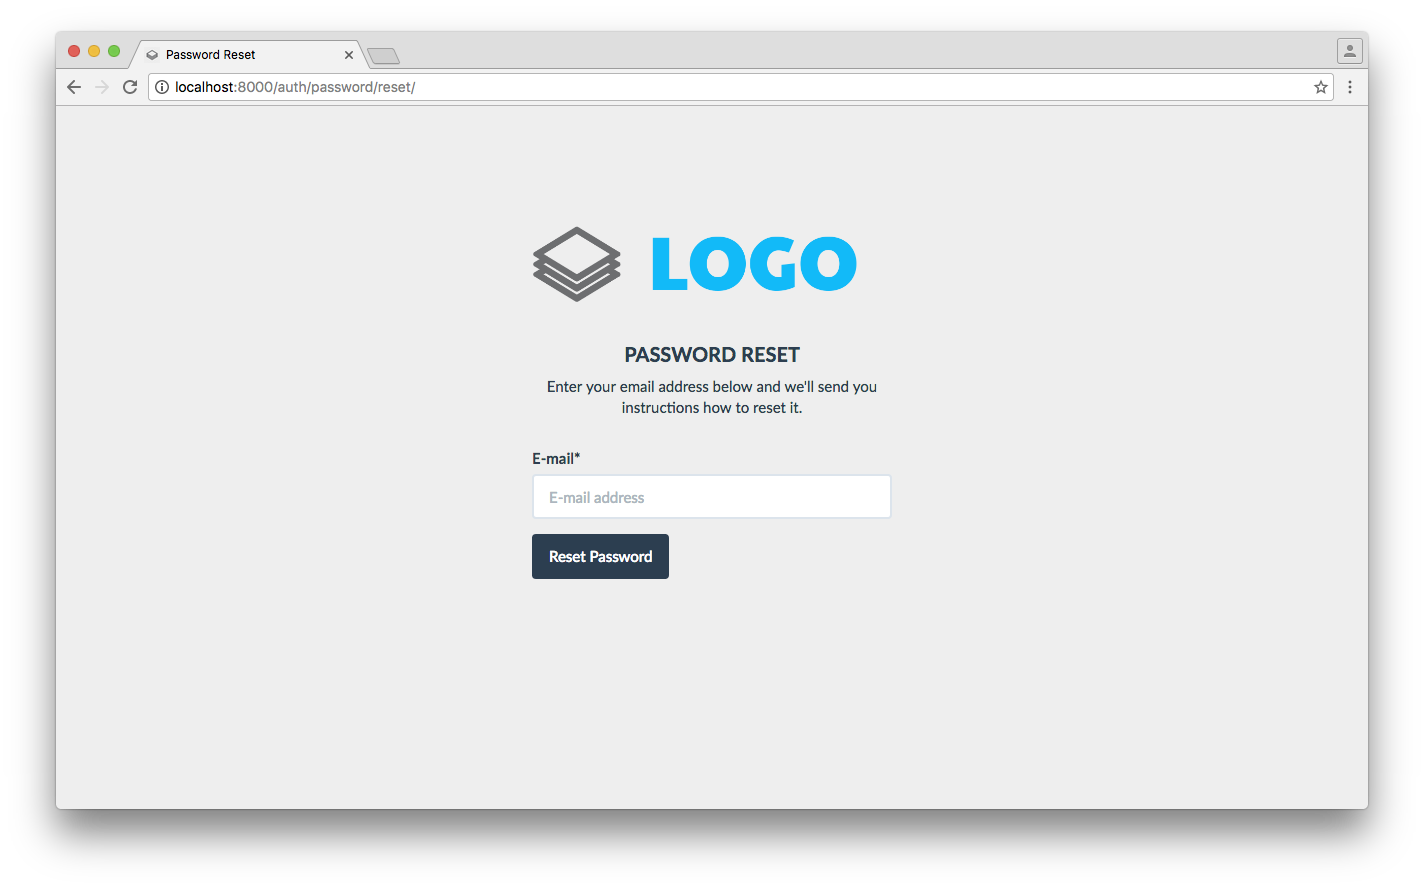 Password Reset
localhost:8000/auth/password/reset/
LOGO
PASSWORD RESET
Enter your email address below and we'll send you
instructions how to reset it.
E-mail*
E-mail address
Reset Password